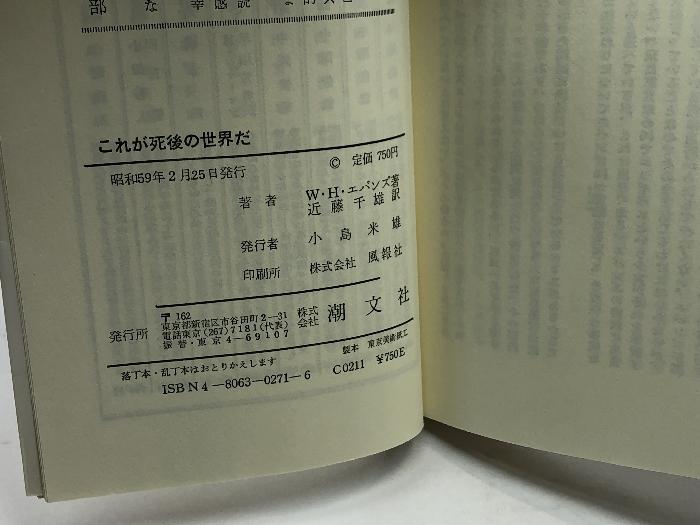 これが死後の世界だ
© 定価 750円
昭和59年2月25日発行
著者 W・H・エバンズ著
近藤千雄訳
発行者 小島米雄
印刷所 株式会社 風報社
発行所
〒162
東京都新宿区市谷田町2—31
電話東京(267)7181(代表)
振替・東京4—69107
株式会社 潮文社
製本 東京美術紙工
落丁本・乱丁本はおとりかえします
ISBN4—8063—0271—6 C0211 ¥750E